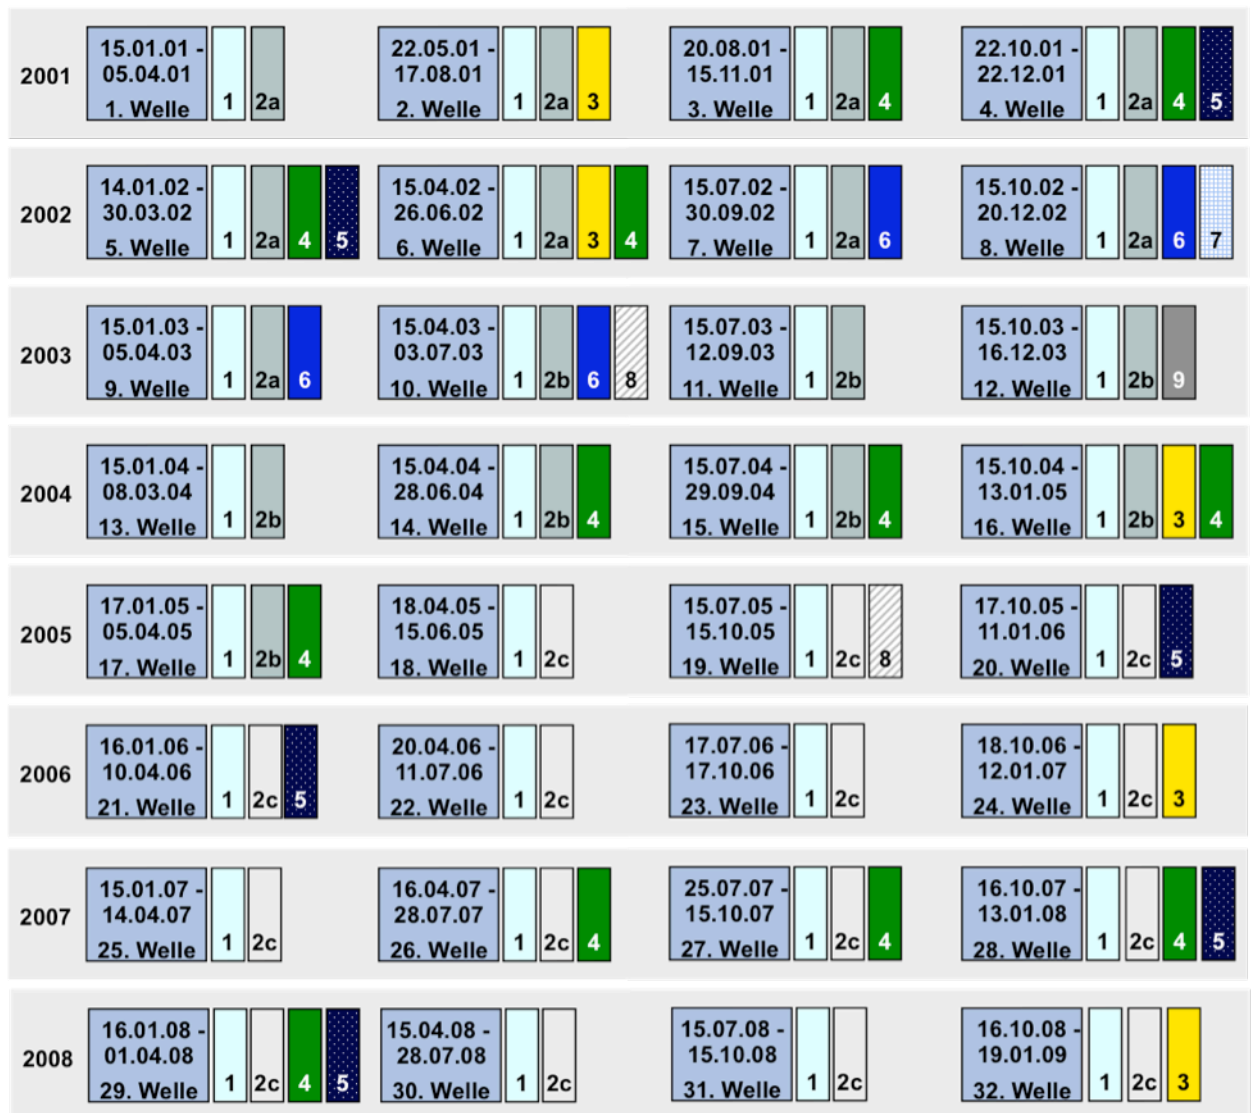 2001
15.01.01 -
05.04.01
1. Welle
1 2a
22.05.01 -
17.08.01
2. Welle
1 2a 3
20.08.01 -
15.11.01
3. Welle
1 2a 4
22.10.01 -
22.12.01
4. Welle
1 2a 4 5
2002
14.01.02 -
30.03.02
5. Welle
1 2a 4 5
15.04.02 -
26.06.02
6. Welle
1 2a 3 4
15.07.02 -
30.09.02
7. Welle
1 2a 6
15.10.02 -
20.12.02
8. Welle
1 2a 6 7
2003
15.01.03 -
05.04.03
9. Welle
1 2a 6
15.04.03 -
03.07.03
10. Welle
1 2b 6 8
15.07.03 -
12.09.03
11. Welle
1 2b
15.10.03 -
16.12.03
12. Welle
1 2b 9
2004
15.01.04 -
08.03.04
13. Welle
1 2b
15.04.04 -
28.06.04
14. Welle
1 2b 4
15.07.04 -
29.09.04
15. Welle
1 2b 4
15.10.04 -
13.01.05
16. Welle
1 2b 3 4
2005
17.01.05 -
05.04.05
17. Welle
1 2b 4
18.04.05 -
15.06.05
18. Welle
1 2c
15.07.05 -
15.10.05
19. Welle
1 2c 8
17.10.05 -
11.01.06
20. Welle
1 2c 5
2006
16.01.06 -
10.04.06
21. Welle
1 2c 5
20.04.06 -
11.07.06
22. Welle
1 2c
17.07.06 -
17.10.06
23. Welle
1 2c
18.10.06 -
12.01.07
24. Welle
1 2c 3
2007
15.01.07 -
14.04.07
25. Welle
1 2c
16.04.07 -
28.07.07
26. Welle
1 2c 4
25.07.07 -
15.10.07
27. Welle
1 2c 4
16.10.07 -
13.01.08
28. Welle
1 2c 4 5
2008
16.01.08 -
01.04.08
29. Welle
1 2c 4 5
15.04.08 -
28.07.08
30. Welle
1 2c
15.07.08 -
15.10.08
31. Welle
1 2c
16.10.08 -
19.01.09
32. Welle
1 2c 3